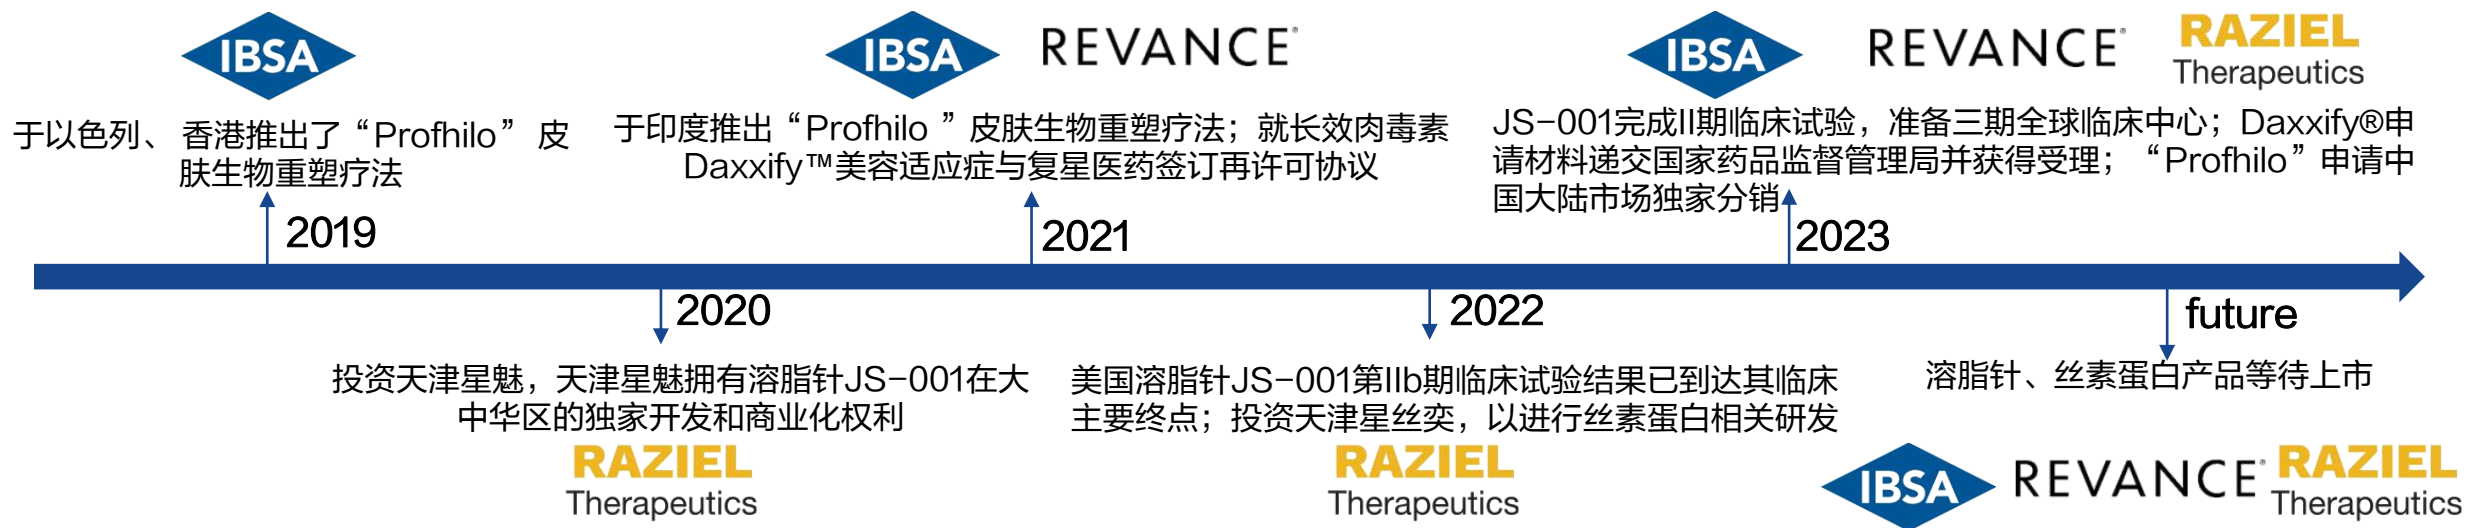 IBSA
于以色列、香港推出了“Profhilo” 皮
肤生物重塑疗法
2019
IBSA REVANCE®
于印度推出“Profhilo ”皮肤生物重塑疗法；就长效肉毒素
Daxxify™美容适应症与复星医药签订再许可协议
2021
IBSA REVANCE® RAZIEL
Therapeutics
JS-001完成II期临床试验，准备三期全球临床中心；Daxxify®申
请材料递交国家药品监督管理局并获得受理；“Profhilo”申请中
国大陆市场独家分销
2023
2020
投资天津星魅，天津星魅拥有溶脂针JS-001在大
中华区的独家开发和商业化权利
RAZIEL
Therapeutics
2022
美国溶脂针JS-001第IIb期临床试验结果已到达其临床
主要终点；投资天津星丝奕，以进行丝素蛋白相关研发
RAZIEL
Therapeutics
future
溶脂针、丝素蛋白产品等待上市
IBSA REVANCE® RAZIEL
Therapeutics